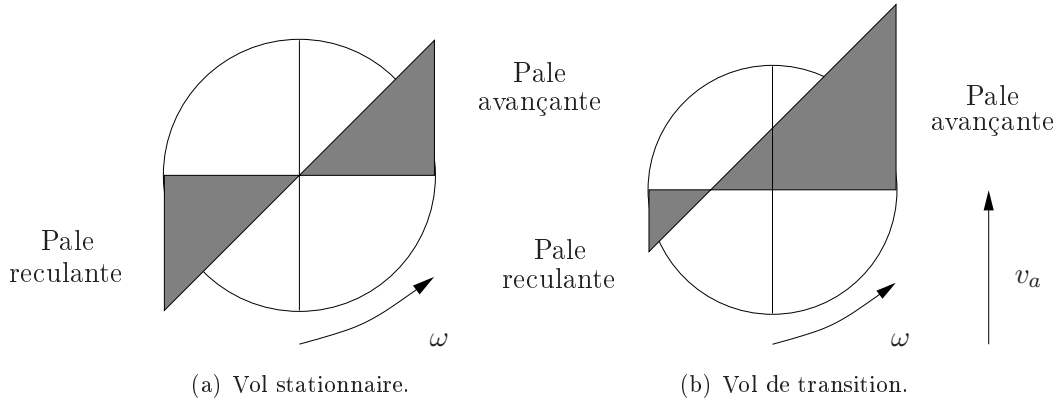 Pale
avançante
Pale
reculante
ω
(a) Vol stationnaire.
Pale
avançante
Pale
reculante
v_a
ω
(b) Vol de transition.